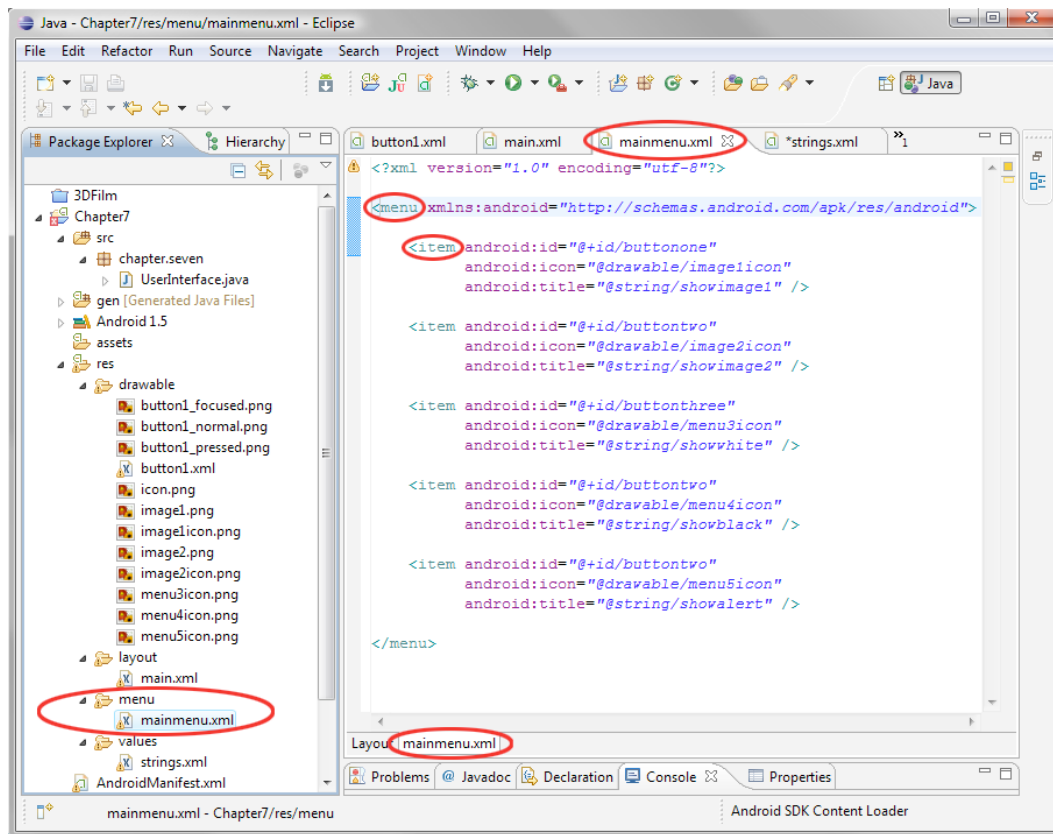 Java - Chapter7/res/menu/mainmenu.xml - Eclipse
File Edit Refactor Run Source Navigate Search Project Window Help
Java
Package Explorer
Hierarchy
3DFilm
Chapter7
src
chapter.seven
UserInterface.java
gen [Generated Java Files]
Android 1.5
assets
res
drawable
button1_focused.png
button1_normal.png
button1_pressed.png
button1.xml
icon.png
image1.png
image1icon.png
image2.png
image2icon.png
menu3icon.png
menu4icon.png
menu5icon.png
layout
main.xml
menu
mainmenu.xml
values
strings.xml
AndroidManifest.xml
button1.xml main.xml mainmenu.xml *strings.xml »1
<?xml version="1.0" encoding="utf-8"?>
<menu xmlns:android="http://schemas.android.com/apk/res/android">
<item android:id="@+id/buttonone"
android:icon="@drawable/image1icon"
android:title="@string/showimage1" />
<item android:id="@+id/buttontwo"
android:icon="@drawable/image2icon"
android:title="@string/showimage2" />
<item android:id="@+id/buttonthree"
android:icon="@drawable/menu3icon"
android:title="@string/showwhite" />
<item android:id="@+id/buttontwo"
android:icon="@drawable/menu4icon"
android:title="@string/showblack" />
<item android:id="@+id/buttontwo"
android:icon="@drawable/menu5icon"
android:title="@string/showalert" />
</menu>
Layout mainmenu.xml
Problems @ Javadoc Declaration Console Properties
mainmenu.xml - Chapter7/res/menu
Android SDK Content Loader